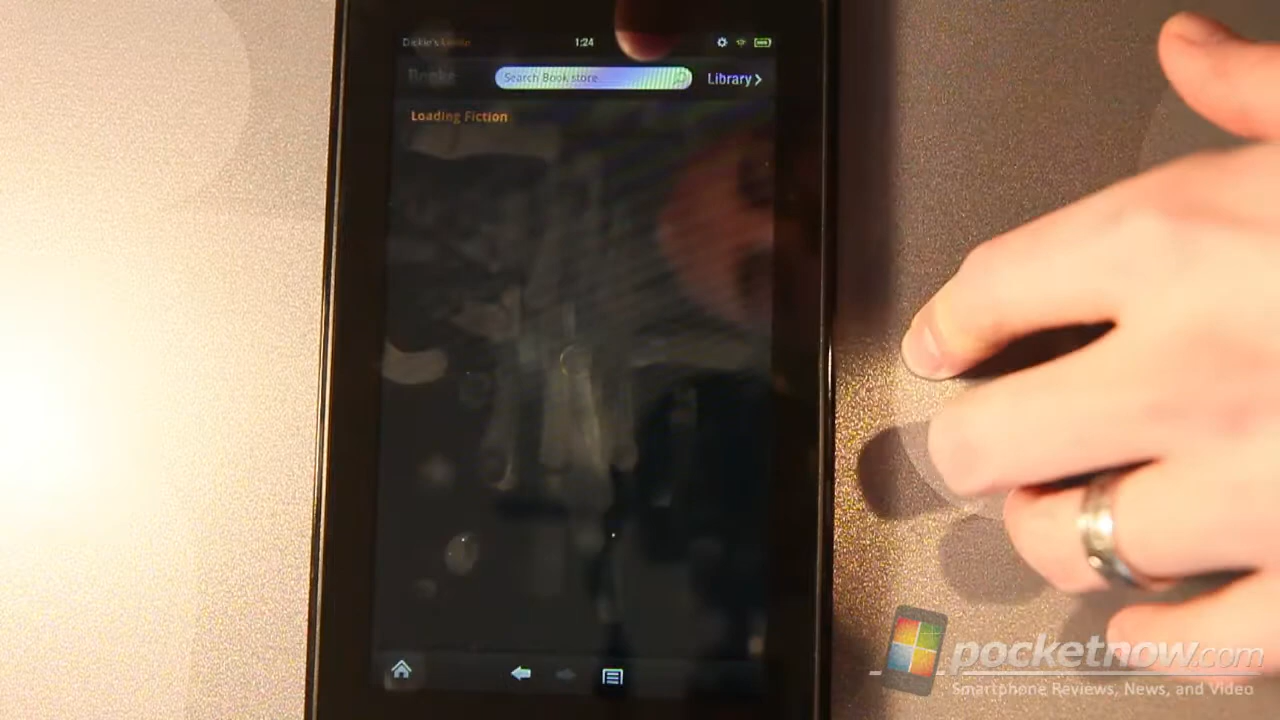 Dickie's Kindle
1:24
Books
Search Book store
Library >
Loading Fiction
pocketnow.com
Smartphone Reviews, News, and Video